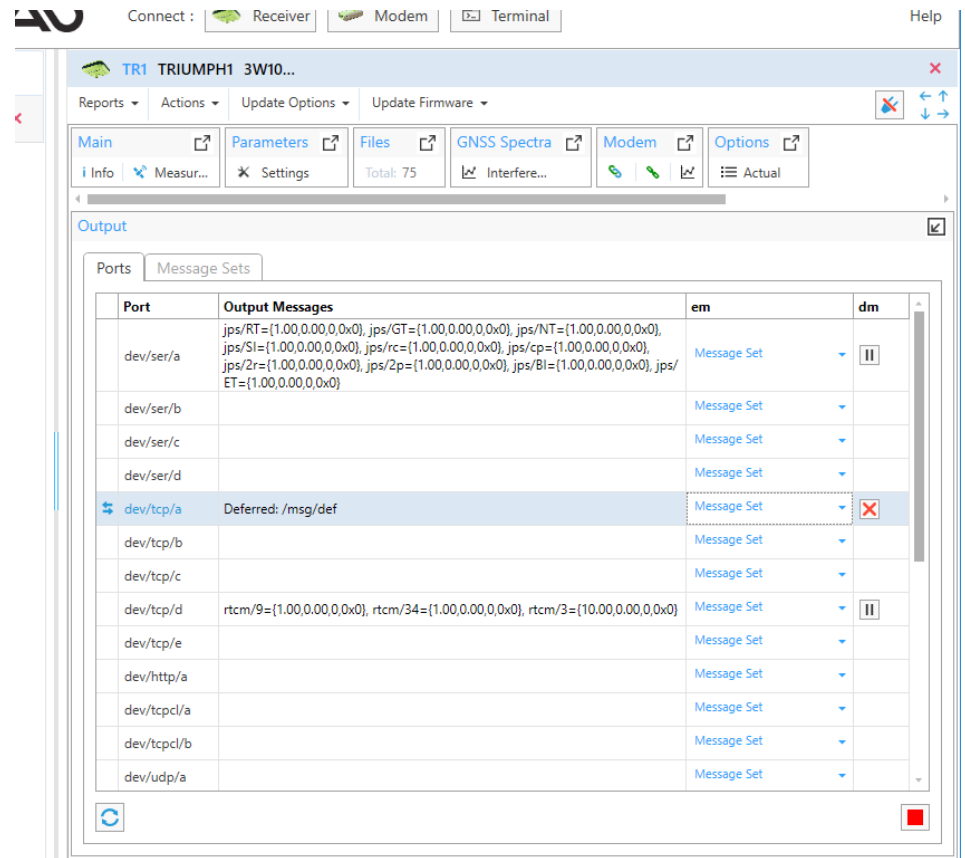 Connect : Receiver Modem Terminal Help
TR1 TRIUMPH1 3W10...
Reports Actions Update Options Update Firmware
Main Parameters Files GNSS Spectra Modem Options
i Info Measur... Settings Total: 75 Interfere... Actual
Output
Ports Message Sets
Port Output Messages em dm
jps/RT={1.00,0.00,0,0x0}, jps/GT={1.00,0.00,0,0x0}, jps/NT={1.00,0.00,0,0x0},
jps/SI={1.00,0.00,0,0x0}, jps/rc={1.00,0.00,0,0x0}, jps/cp={1.00,0.00,0,0x0},
dev/ser/a Message Set
jps/2r={1.00,0.00,0,0x0}, jps/2p={1.00,0.00,0,0x0}, jps/BI={1.00,0.00,0,0x0}, jps/
ET={1.00,0.00,0,0x0}
dev/ser/b Message Set
dev/ser/c Message Set
dev/ser/d Message Set
dev/tcp/a Deferred: /msg/def Message Set
dev/tcp/b Message Set
dev/tcp/c Message Set
dev/tcp/d rtcm/9={1.00,0.00,0,0x0}, rtcm/34={1.00,0.00,0,0x0}, rtcm/3={10.00,0.00,0,0x0} Message Set
dev/tcp/e Message Set
dev/http/a Message Set
dev/tcpcl/a Message Set
dev/tcpcl/b Message Set
dev/udp/a Message Set